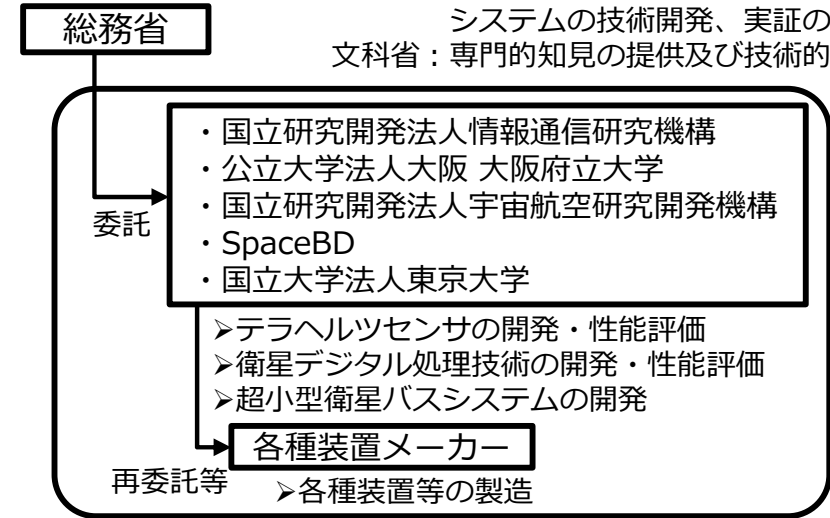 総務省
システムの技術開発、実証の
文科省：専門的知見の提供及び技術的
・国立研究開発法人情報通信研究機構
・公立大学法人大阪 大阪府立大学
・国立研究開発法人宇宙航空研究開発機構
・SpaceBD
・国立大学法人東京大学
委託
➢テラヘルツセンサの開発・性能評価
➢衛星デジタル処理技術の開発・性能評価
➢超小型衛星バスシステムの開発
各種装置メーカー
再委託等
➢各種装置等の製造